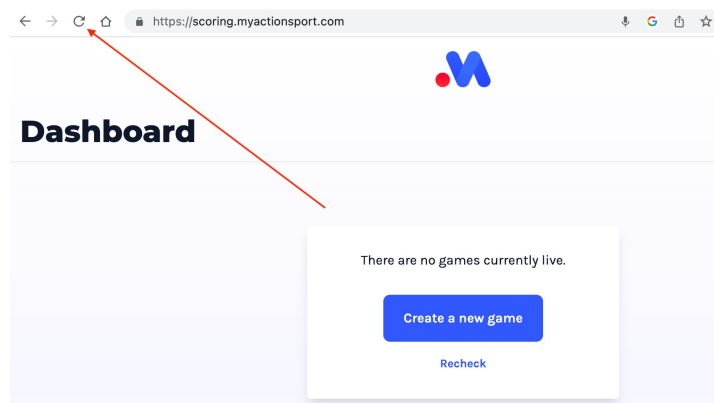 https://scoring.myactionsport.com
Dashboard
There are no games currently live.
Create a new game
Recheck